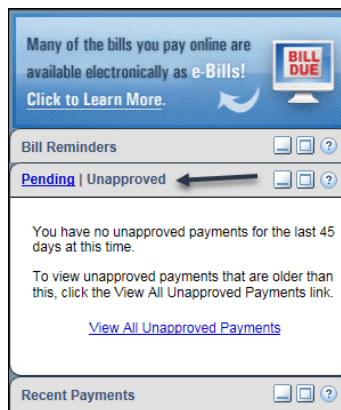 Many of the bills you pay online are
available electronically as e-Bills!
Click to Learn More.
BILL
DUE
Bill Reminders
?
Pending | Unapproved
?
You have no unapproved payments for the last 45
days at this time.
To view unapproved payments that are older than
this, click the View All Unapproved Payments link.
View All Unapproved Payments
Recent Payments
?